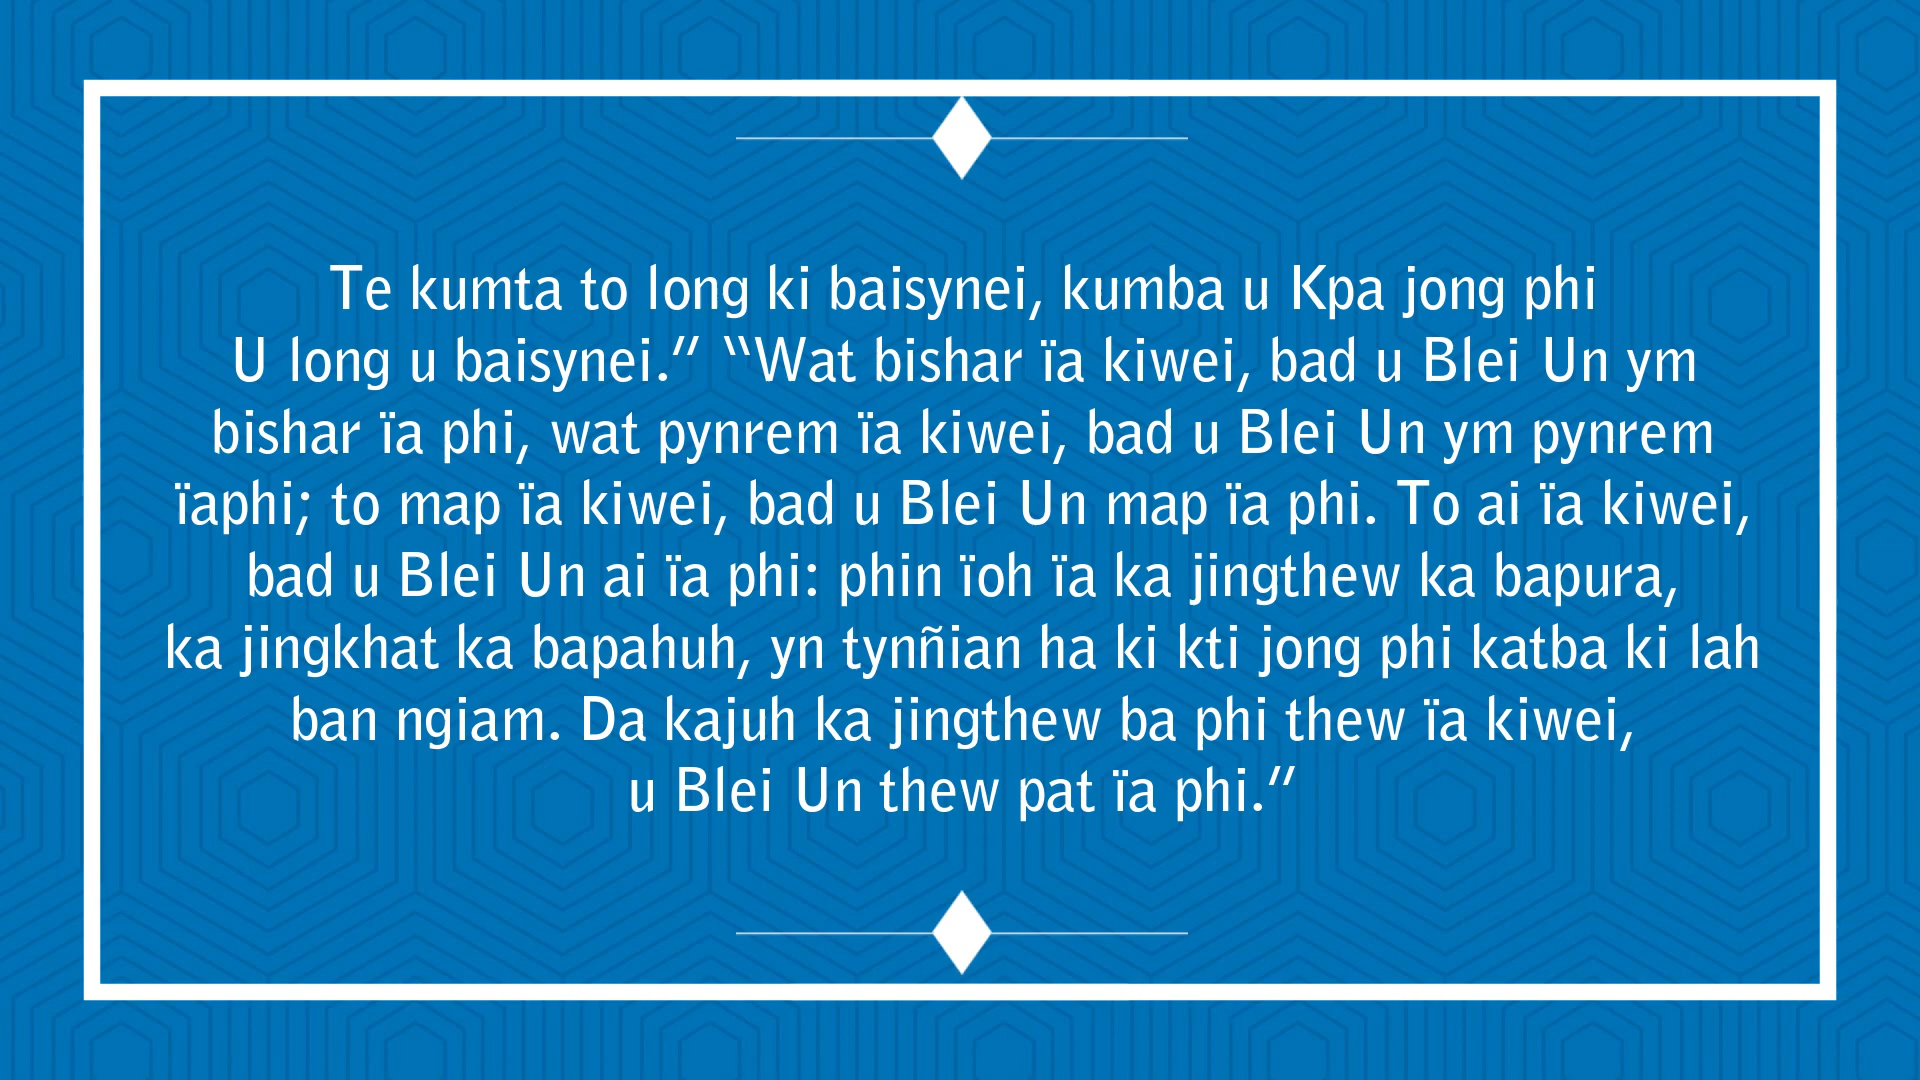 Te kumta to long ki baisynei, kumba u Kpa jong phi
U long u baisynei.” “Wat bishar ïa kiwei, bad u Blei Un ym
bishar ïa phi, wat pynrem ïa kiwei, bad u Blei Un ym pynrem
ïaphi; to map ïa kiwei, bad u Blei Un map ïa phi. To ai ïa kiwei,
bad u Blei Un ai ïa phi: phin ïoh ïa ka jingthew ka bapura,
ka jingkhat ka bapahuh, yn tynñian ha ki kti jong phi katba ki lah
ban ngiam. Da kajuh ka jingthew ba phi thew ïa kiwei,
u Blei Un thew pat ïa phi.”